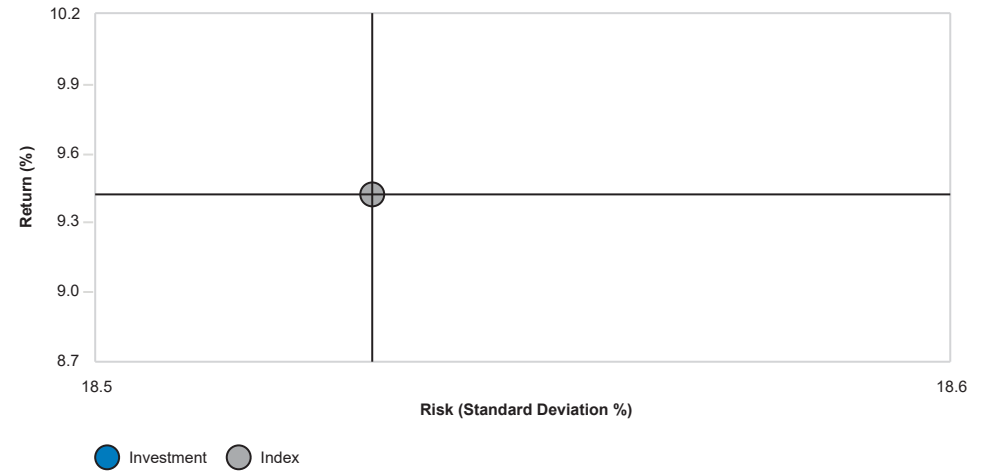 10.2
9.9
9.6
9.3
9.0
8.7
Return (%)
18.5
18.6
Risk (Standard Deviation %)
Investment
Index